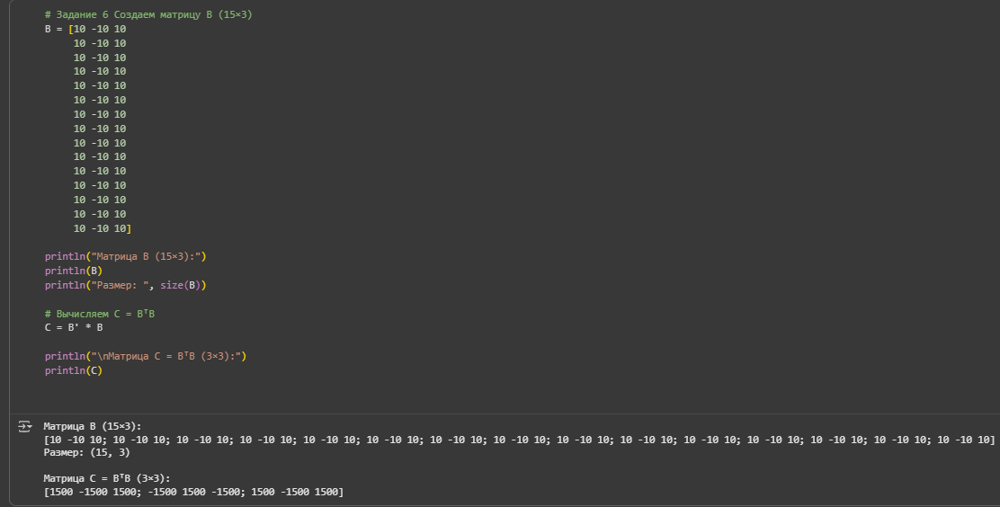 # Задание 6 Создаем матрицу B (15×3)
B = [10 -10 10
10 -10 10
10 -10 10
10 -10 10
10 -10 10
10 -10 10
10 -10 10
10 -10 10
10 -10 10
10 -10 10
10 -10 10
10 -10 10
10 -10 10
10 -10 10
10 -10 10]
println("Матрица B (15×3):")
println(B)
println("Размер: ", size(B))
# Вычисляем C = BᵀB
C = B' * B
println("\nМатрица C = BᵀB (3×3):")
println(C)
Матрица B (15×3):
[10 -10 10; 10 -10 10; 10 -10 10; 10 -10 10; 10 -10 10; 10 -10 10; 10 -10 10; 10 -10 10; 10 -10 10; 10 -10 10; 10 -10 10; 10 -10 10; 10 -10 10; 10 -10 10; 10 -10 10]
Размер: (15, 3)
Матрица C = BᵀB (3×3):
[1500 -1500 1500; -1500 1500 -1500; 1500 -1500 1500]